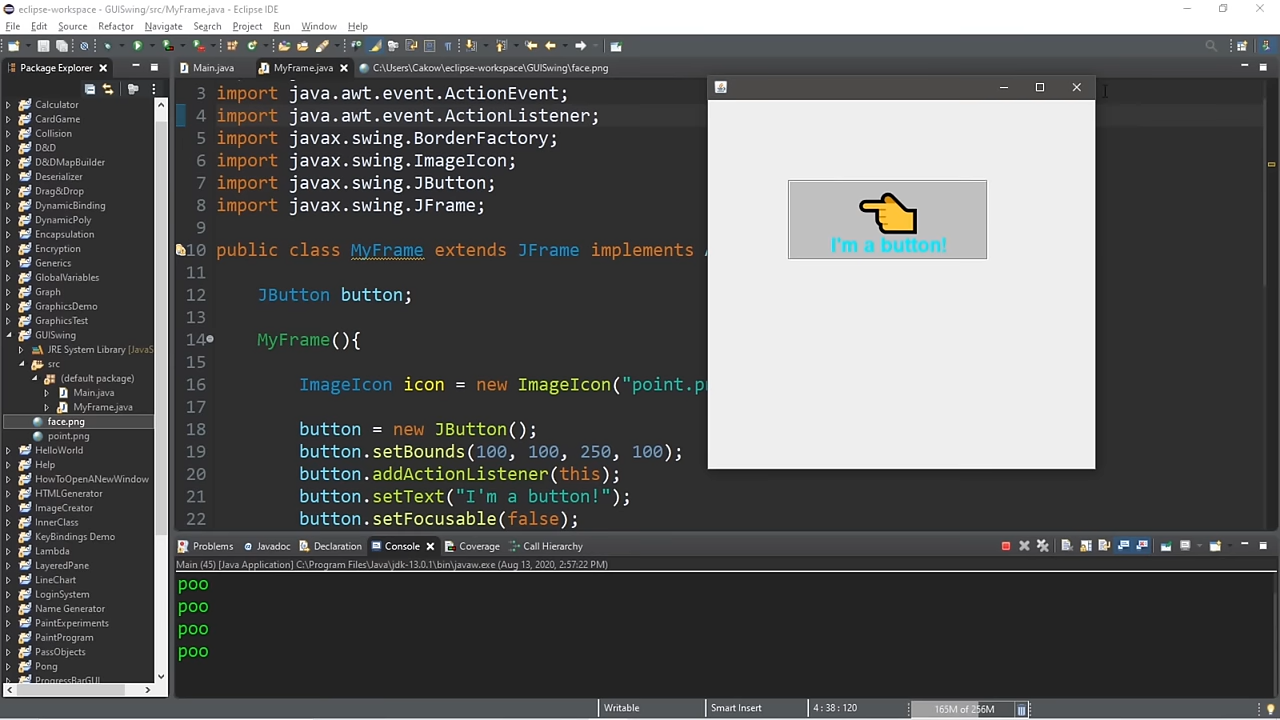 eclipse-workspace - GUISwing/src/MyFrame.java - Eclipse IDE
File Edit Source Refactor Navigate Search Project Run Window Help
Package Explorer
Main.java
MyFrame.java
C:\Users\Cakow\eclipse-workspace\GUISwing\face.png
Calculator
CardGame
Collision
D&D
D&DMapBuilder
Deserializer
Drag&Drop
DynamicBinding
DynamicPoly
Encapsulation
Encryption
Generics
GlobalVariables
Graph
GraphicsDemo
GraphicsTest
GUISwing
JRE System Library [JavaS
src
(default package)
Main.java
MyFrame.java
face.png
point.png
HelloWorld
Help
HowToOpenANewWindow
HTMLGenerator
ImageCreator
InnerClass
KeyBindings Demo
Lambda
LayeredPane
LineChart
LoginSystem
Name Generator
PaintExperiments
PaintProgram
PassObjects
Pong
ProgressBarGUI
3 import java.awt.event.ActionEvent;
4 import java.awt.event.ActionListener;
5 import javax.swing.BorderFactory;
6 import javax.swing.ImageIcon;
7 import javax.swing.JButton;
8 import javax.swing.JFrame;
9
10 public class MyFrame extends JFrame implements
11
12 JButton button;
13
14 MyFrame(){
15
16 ImageIcon icon = new ImageIcon("point.p
17
18 button = new JButton();
19 button.setBounds(100, 100, 250, 100);
20 button.addActionListener(this);
21 button.setText("I'm a button!");
22 button.setFocusable(false);
I'm a button!
Problems Javadoc Declaration Console Coverage Call Hierarchy
Main (45) [Java Application] C:\Program Files\Java\jdk-13.0.1\bin\javaw.exe (Aug 13, 2020, 2:57:22 PM)
poo
poo
poo
poo
Writable Smart Insert 4 : 38 : 120 165M of 256M